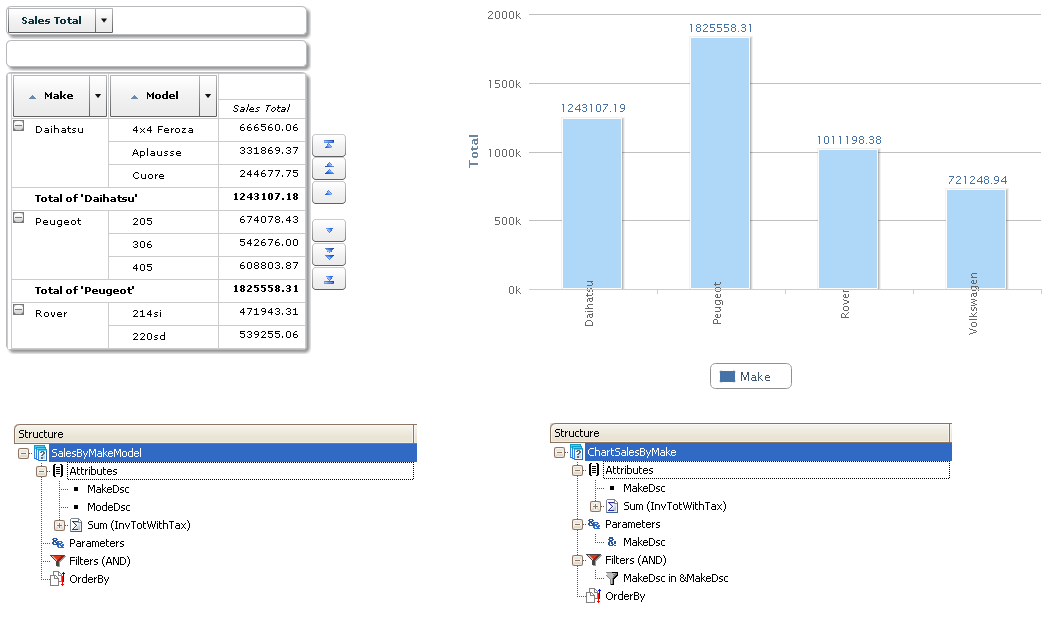 Sales Total
Make Model
Sales Total
Daihatsu 4x4 Feroza 666560.06
Aplausse 331869.37
Cuore 244677.75
Total of 'Daihatsu' 1243107.18
Peugeot 205 674078.43
306 542676.00
405 608803.87
Total of 'Peugeot' 1825558.31
Rover 214si 471943.31
220sd 539255.06
2000k
1500k
1000k
500k
0k
Total
1243107.19
1825558.31
1011198.38
721248.94
Daihatsu
Peugeot
Rover
Volkswagen
Make
Structure
SalesByMakeModel
Attributes
MakeDsc
ModeDsc
Sum (InvTotWithTax)
Parameters
Filters (AND)
OrderBy
Structure
ChartSalesByMake
Attributes
MakeDsc
Sum (InvTotWithTax)
Parameters
MakeDsc
Filters (AND)
MakeDsc in &MakeDsc
OrderBy